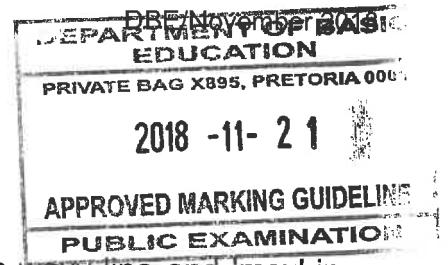 DBE/November 2018
DEPARTMENT OF BASIC
EDUCATION
PRIVATE BAG X895, PRETORIA 0001
2018 -11- 21
APPROVED MARKING GUIDELINE
PUBLIC EXAMINATION